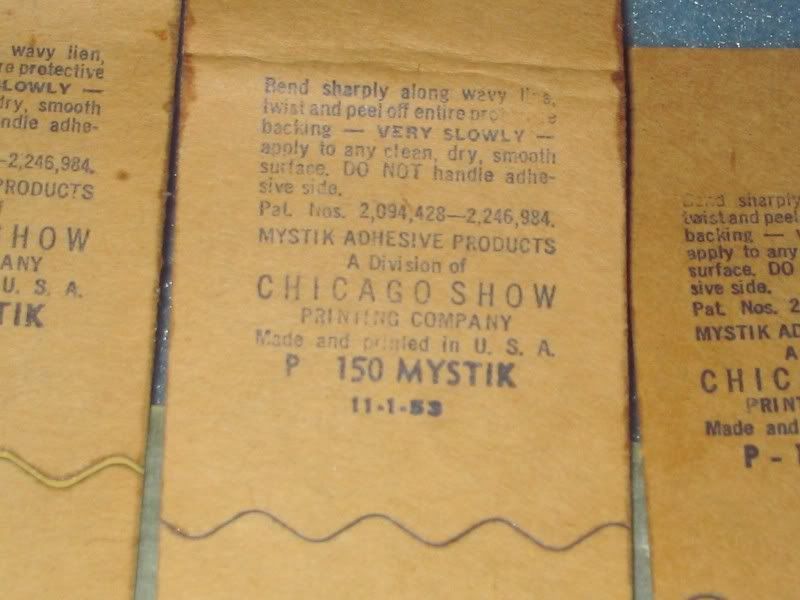 wavy lien,
re protective
SLOWLY —
dry, smooth
ndle adhe-
—2,246,984.
PRODUCTS
f
HOW
ANY
U. S. A.
TIK
Bend sharply along wavy
twist and peel off entire
backing — VERY SLOWLY —
apply to any clean, dry, smooth
surface. DO NOT handle adhe-
sive side.
Pat. Nos. 2,094,428—2,246,984.
MYSTIK ADHESIVE PRODUCTS
A Division of
CHICAGO SHOW
PRINTING COMPANY
Made and printed in U. S. A.
P 150 MYSTIK
11-1-53
Bend sharply
twist and peel
backing — V
apply to any
surface. DO
sive side.
Pat. Nos. 2
MYSTIK AD
A
CHIC
PRINT
Made and
P -